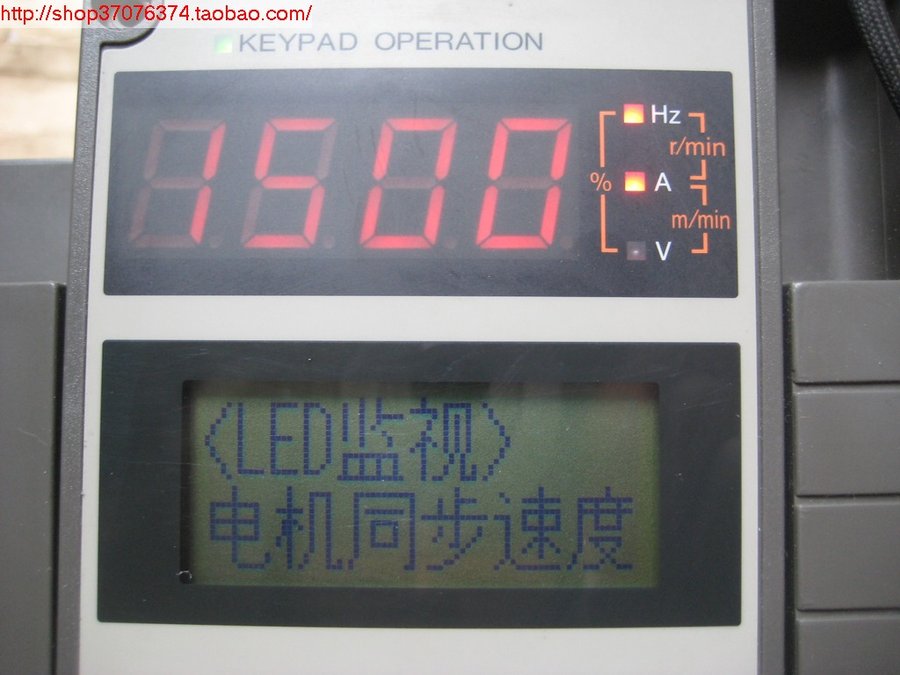 http://shop37076374.taobao.com/
KEYPAD OPERATION
1500
Hz
r/min
% A
m/min
V
〈LED监视〉
电机同步速度